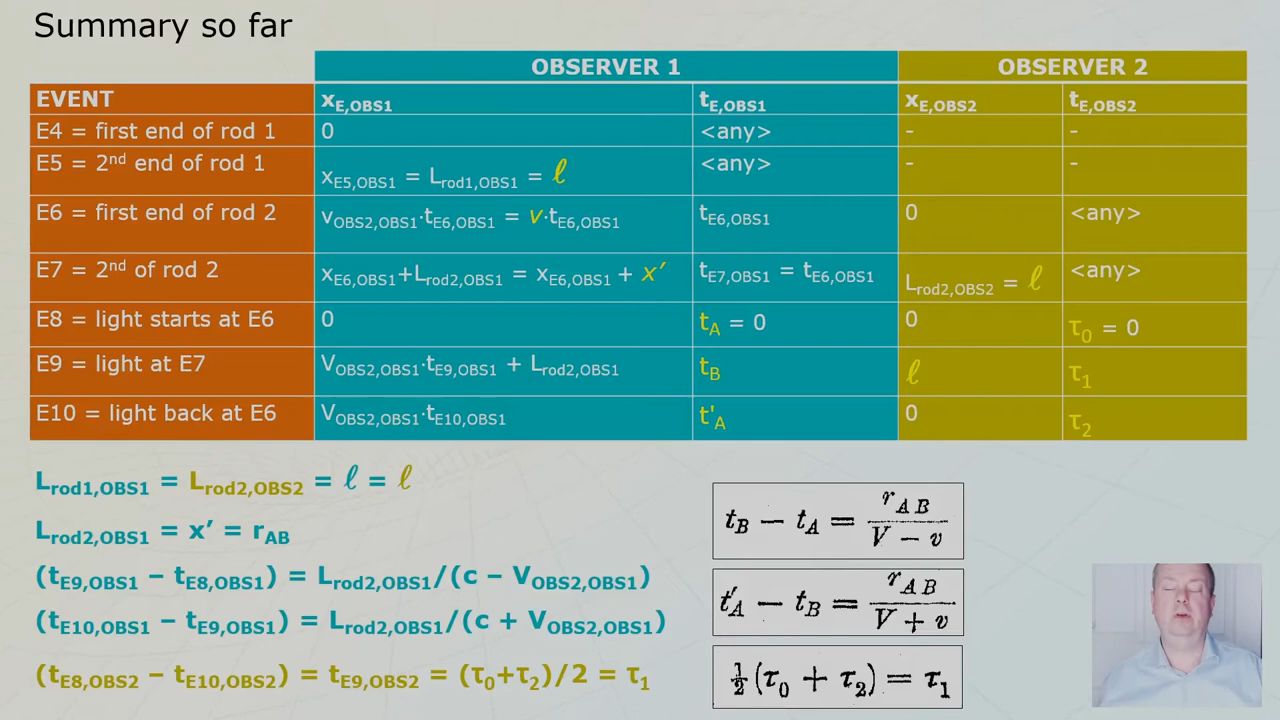 Summary so far
OBSERVER 1 OBSERVER 2
EVENT x_E,OBS1 t_E,OBS1 x_E,OBS2 t_E,OBS2
E4 = first end of rod 1 0 <any> - -
E5 = 2nd end of rod 1 x_E5,OBS1 = L_rod1,OBS1 = ℓ <any> - -
E6 = first end of rod 2 v_OBS2,OBS1·t_E6,OBS1 = v·t_E6,OBS1 t_E6,OBS1 0 <any>
E7 = 2nd of rod 2 x_E6,OBS1+L_rod2,OBS1 = x_E6,OBS1 + x′ t_E7,OBS1 = t_E6,OBS1 L_rod2,OBS2 = ℓ <any>
E8 = light starts at E6 0 t_A = 0 0 τ_0 = 0
E9 = light at E7 V_OBS2,OBS1·t_E9,OBS1 + L_rod2,OBS1 t_B ℓ τ_1
E10 = light back at E6 V_OBS2,OBS1·t_E10,OBS1 t'_A 0 τ_2
L_rod1,OBS1 = L_rod2,OBS2 = ℓ = ℓ
L_rod2,OBS1 = x′ = r_AB
(t_E9,OBS1 − t_E8,OBS1) = L_rod2,OBS1/(c − V_OBS2,OBS1)
(t_E10,OBS1 − t_E9,OBS1) = L_rod2,OBS1/(c + V_OBS2,OBS1)
(t_E8,OBS2 − t_E10,OBS2) = t_E9,OBS2 = (τ_0+τ_2)/2 = τ_1
t_B − t_A = r_AB / V − v
t′_A − t_B = r_AB / V + v
½(τ_0 + τ_2) = τ_1